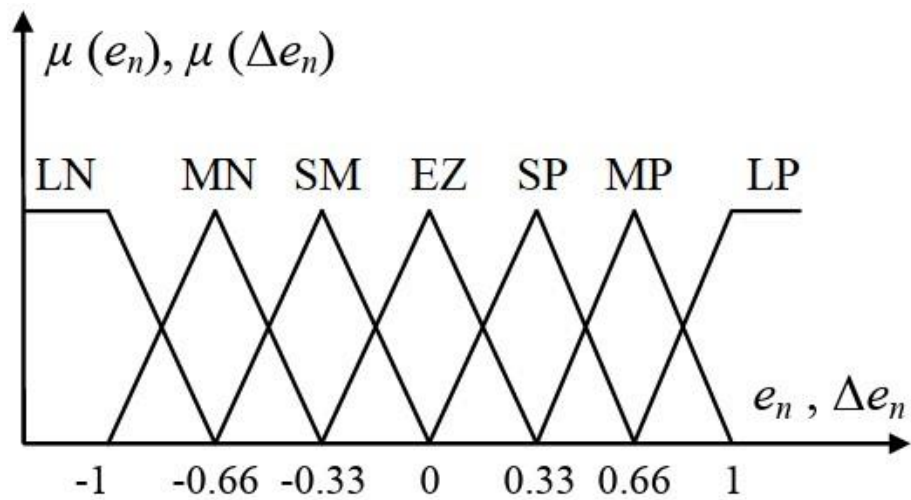 μ (eₙ), μ (Δeₙ)
LN MN SM EZ SP MP LP
eₙ , Δeₙ
-1 -0.66 -0.33 0 0.33 0.66 1